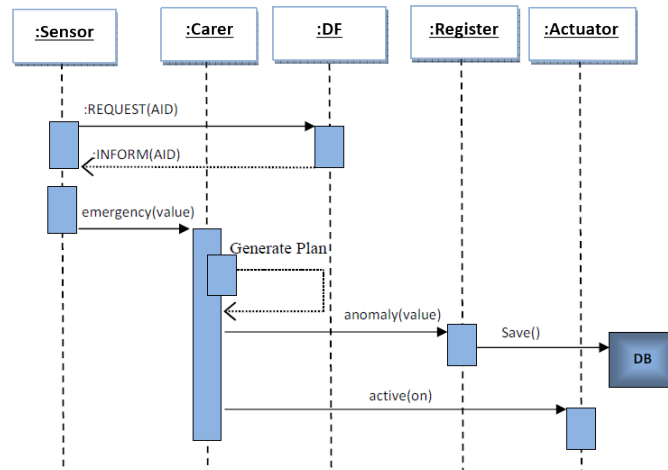 :Sensor
:Carer
:DF
:Register
:Actuator
:REQUEST(AID)
:INFORM(AID)
emergency(value)
Generate Plan
anomaly(value)
Save()
DB
active(on)